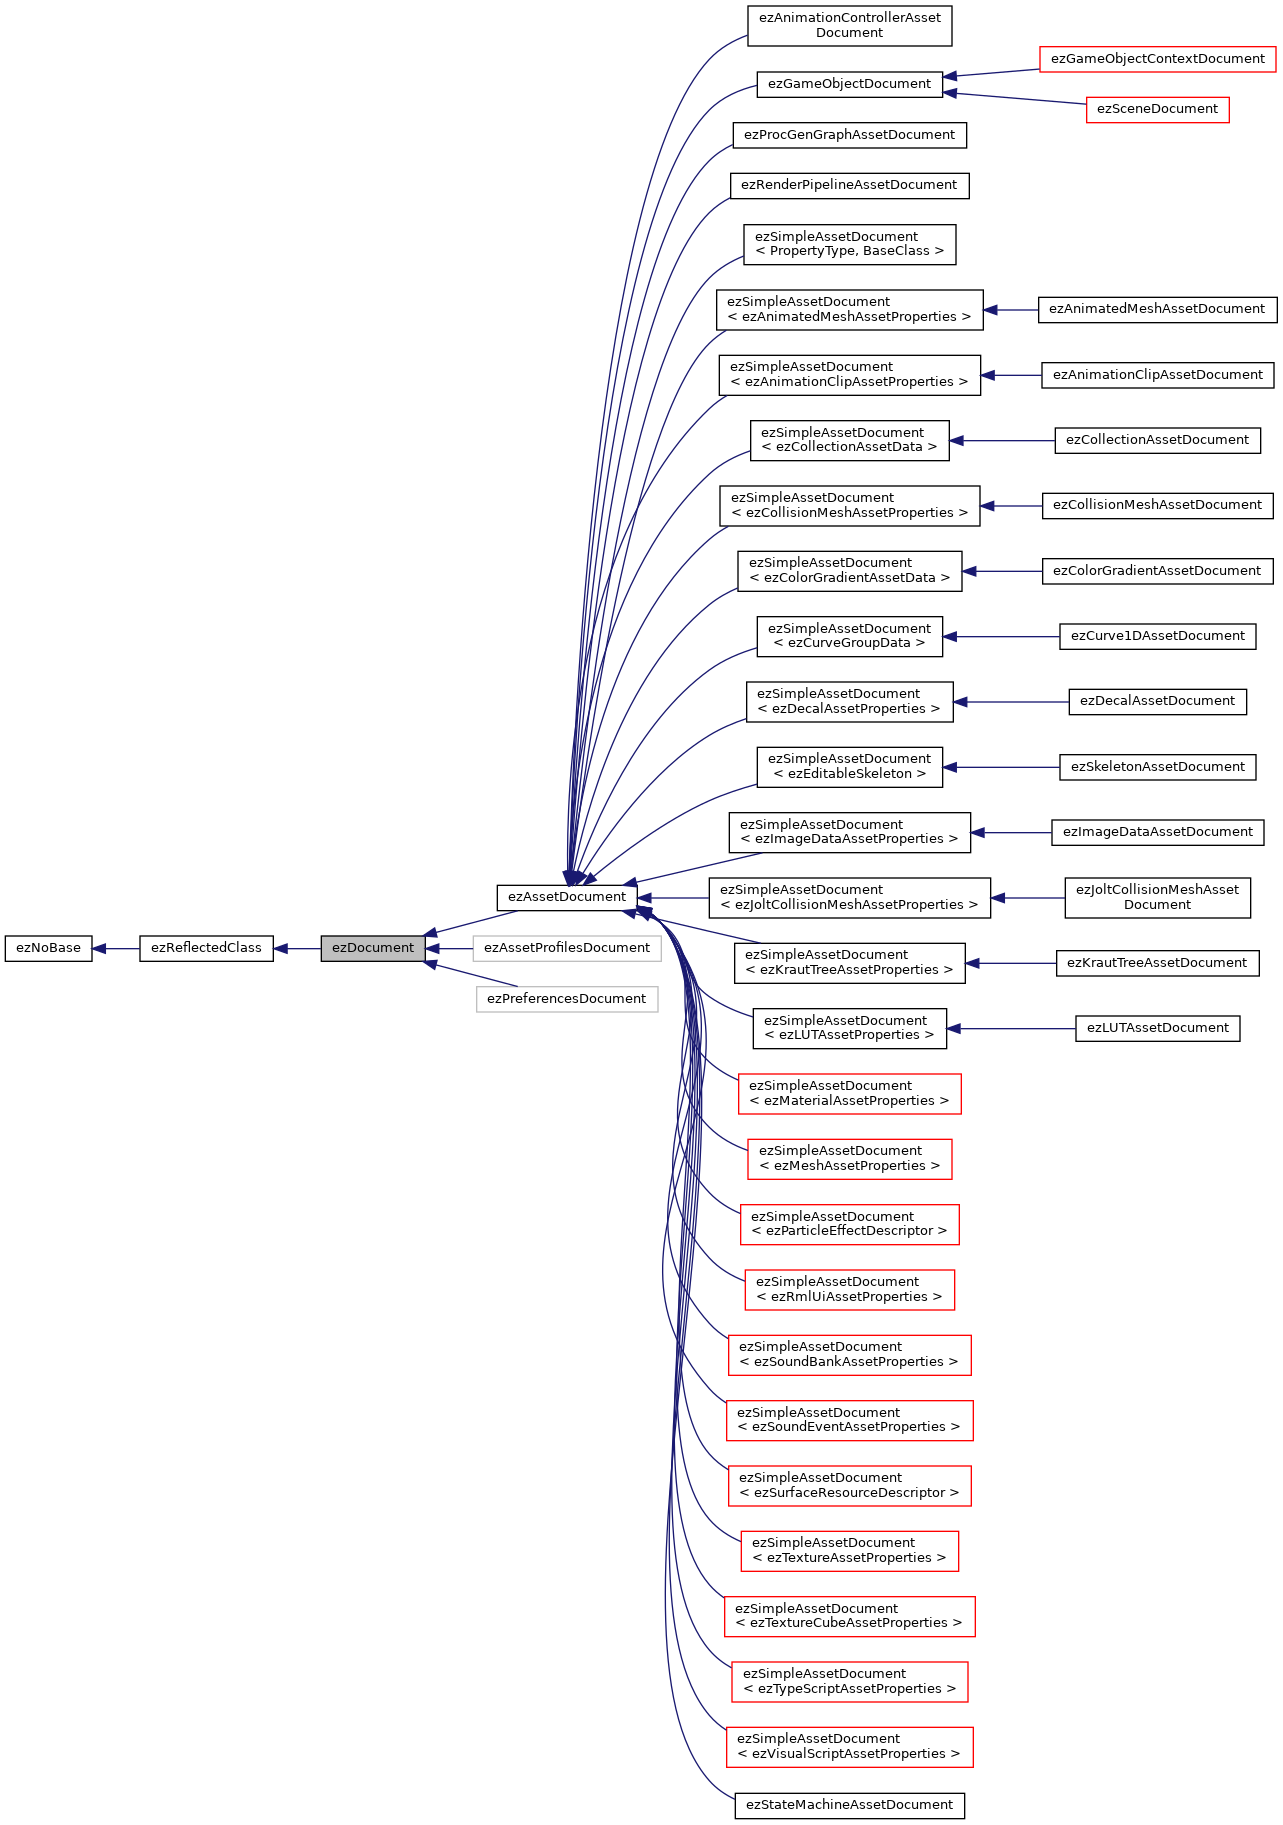 ezNoBase
ezReflectedClass
ezDocument
ezAssetDocument
ezAssetProfilesDocument
ezPreferencesDocument
ezAnimationControllerAsset
Document
ezGameObjectDocument
ezGameObjectContextDocument
ezSceneDocument
ezProcGenGraphAssetDocument
ezRenderPipelineAssetDocument
ezSimpleAssetDocument
< PropertyType, BaseClass >
ezSimpleAssetDocument
< ezAnimatedMeshAssetProperties >
ezAnimatedMeshAssetDocument
ezSimpleAssetDocument
< ezAnimationClipAssetProperties >
ezAnimationClipAssetDocument
ezSimpleAssetDocument
< ezCollectionAssetData >
ezCollectionAssetDocument
ezSimpleAssetDocument
< ezCollisionMeshAssetProperties >
ezCollisionMeshAssetDocument
ezSimpleAssetDocument
< ezColorGradientAssetData >
ezColorGradientAssetDocument
ezSimpleAssetDocument
< ezCurveGroupData >
ezCurve1DAssetDocument
ezSimpleAssetDocument
< ezDecalAssetProperties >
ezDecalAssetDocument
ezSimpleAssetDocument
< ezEditableSkeleton >
ezSkeletonAssetDocument
ezSimpleAssetDocument
< ezImageDataAssetProperties >
ezImageDataAssetDocument
ezSimpleAssetDocument
< ezJoltCollisionMeshAssetProperties >
ezJoltCollisionMeshAsset
Document
ezSimpleAssetDocument
< ezKrautTreeAssetProperties >
ezKrautTreeAssetDocument
ezSimpleAssetDocument
< ezLUTAssetProperties >
ezLUTAssetDocument
ezSimpleAssetDocument
< ezMaterialAssetProperties >
ezSimpleAssetDocument
< ezMeshAssetProperties >
ezSimpleAssetDocument
< ezParticleEffectDescriptor >
ezSimpleAssetDocument
< ezRmlUiAssetProperties >
ezSimpleAssetDocument
< ezSoundBankAssetProperties >
ezSimpleAssetDocument
< ezSoundEventAssetProperties >
ezSimpleAssetDocument
< ezSurfaceResourceDescriptor >
ezSimpleAssetDocument
< ezTextureAssetProperties >
ezSimpleAssetDocument
< ezTextureCubeAssetProperties >
ezSimpleAssetDocument
< ezTypeScriptAssetProperties >
ezSimpleAssetDocument
< ezVisualScriptAssetProperties >
ezStateMachineAssetDocument